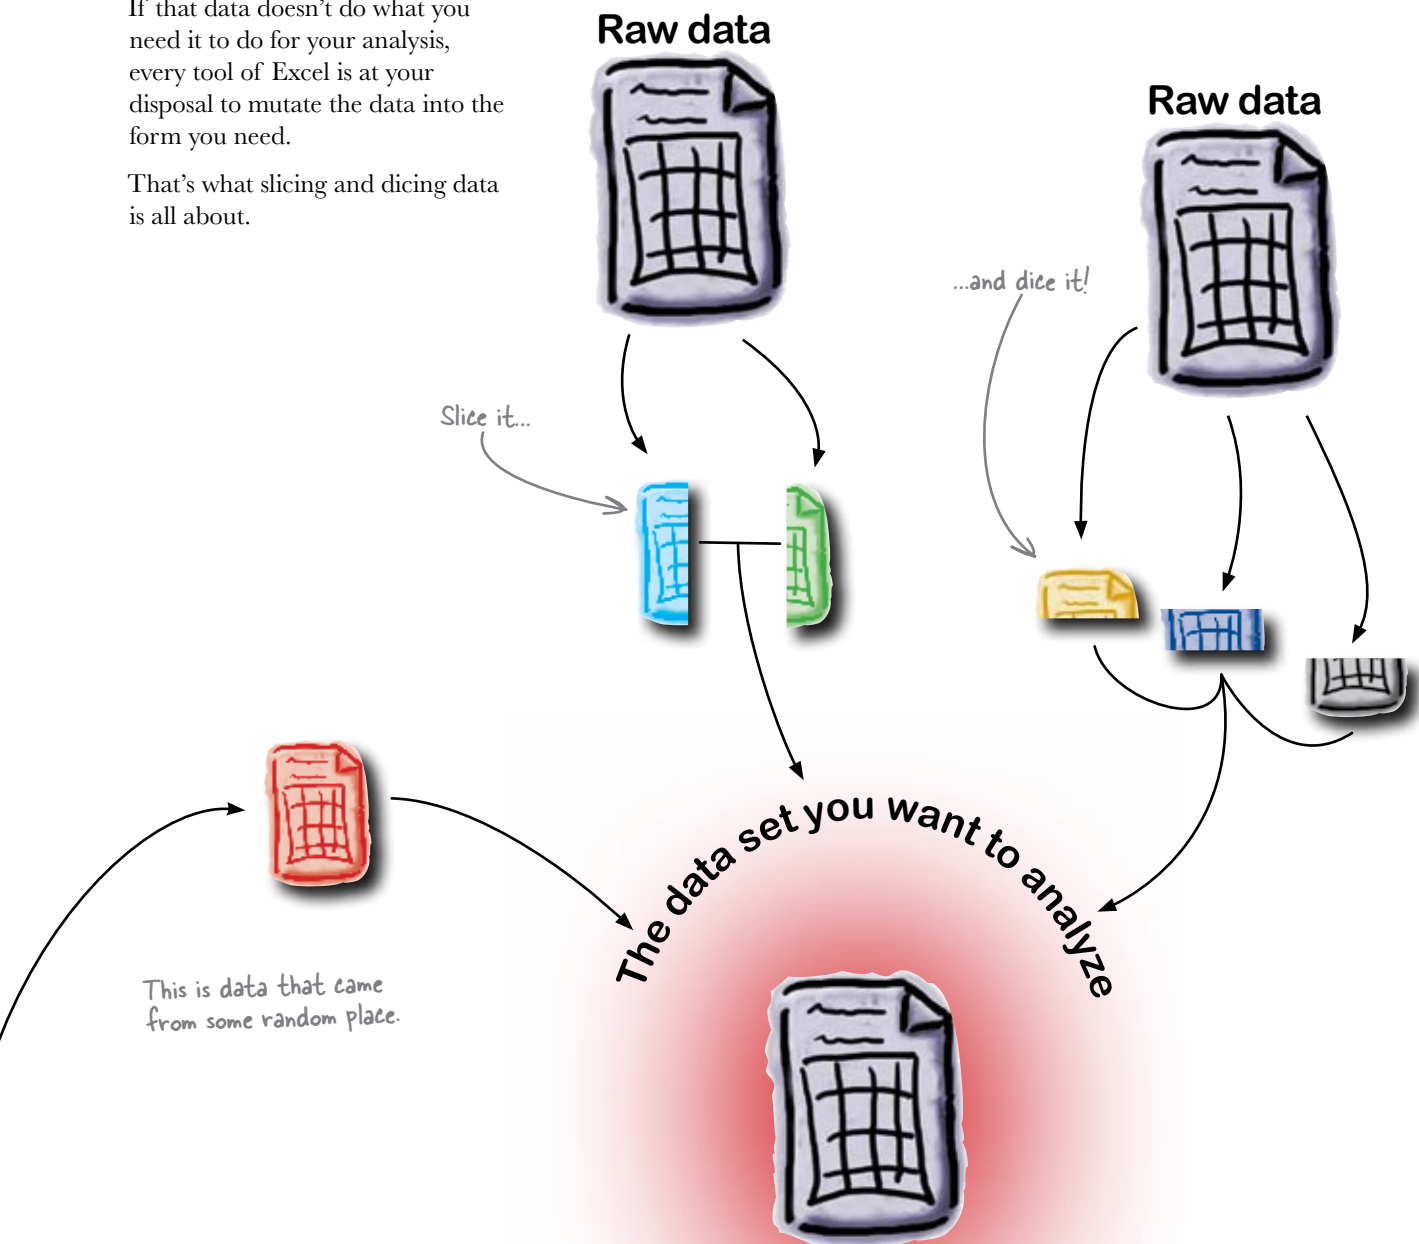 If that data doesn't do what you
need it to do for your analysis,
every tool of Excel is at your
disposal to mutate the data into the
form you need.
That's what slicing and dicing data
is all about.
Raw data
Raw data
...and dice it!
Slice it...
The data set you want to analyze
This is data that came
from some random place.